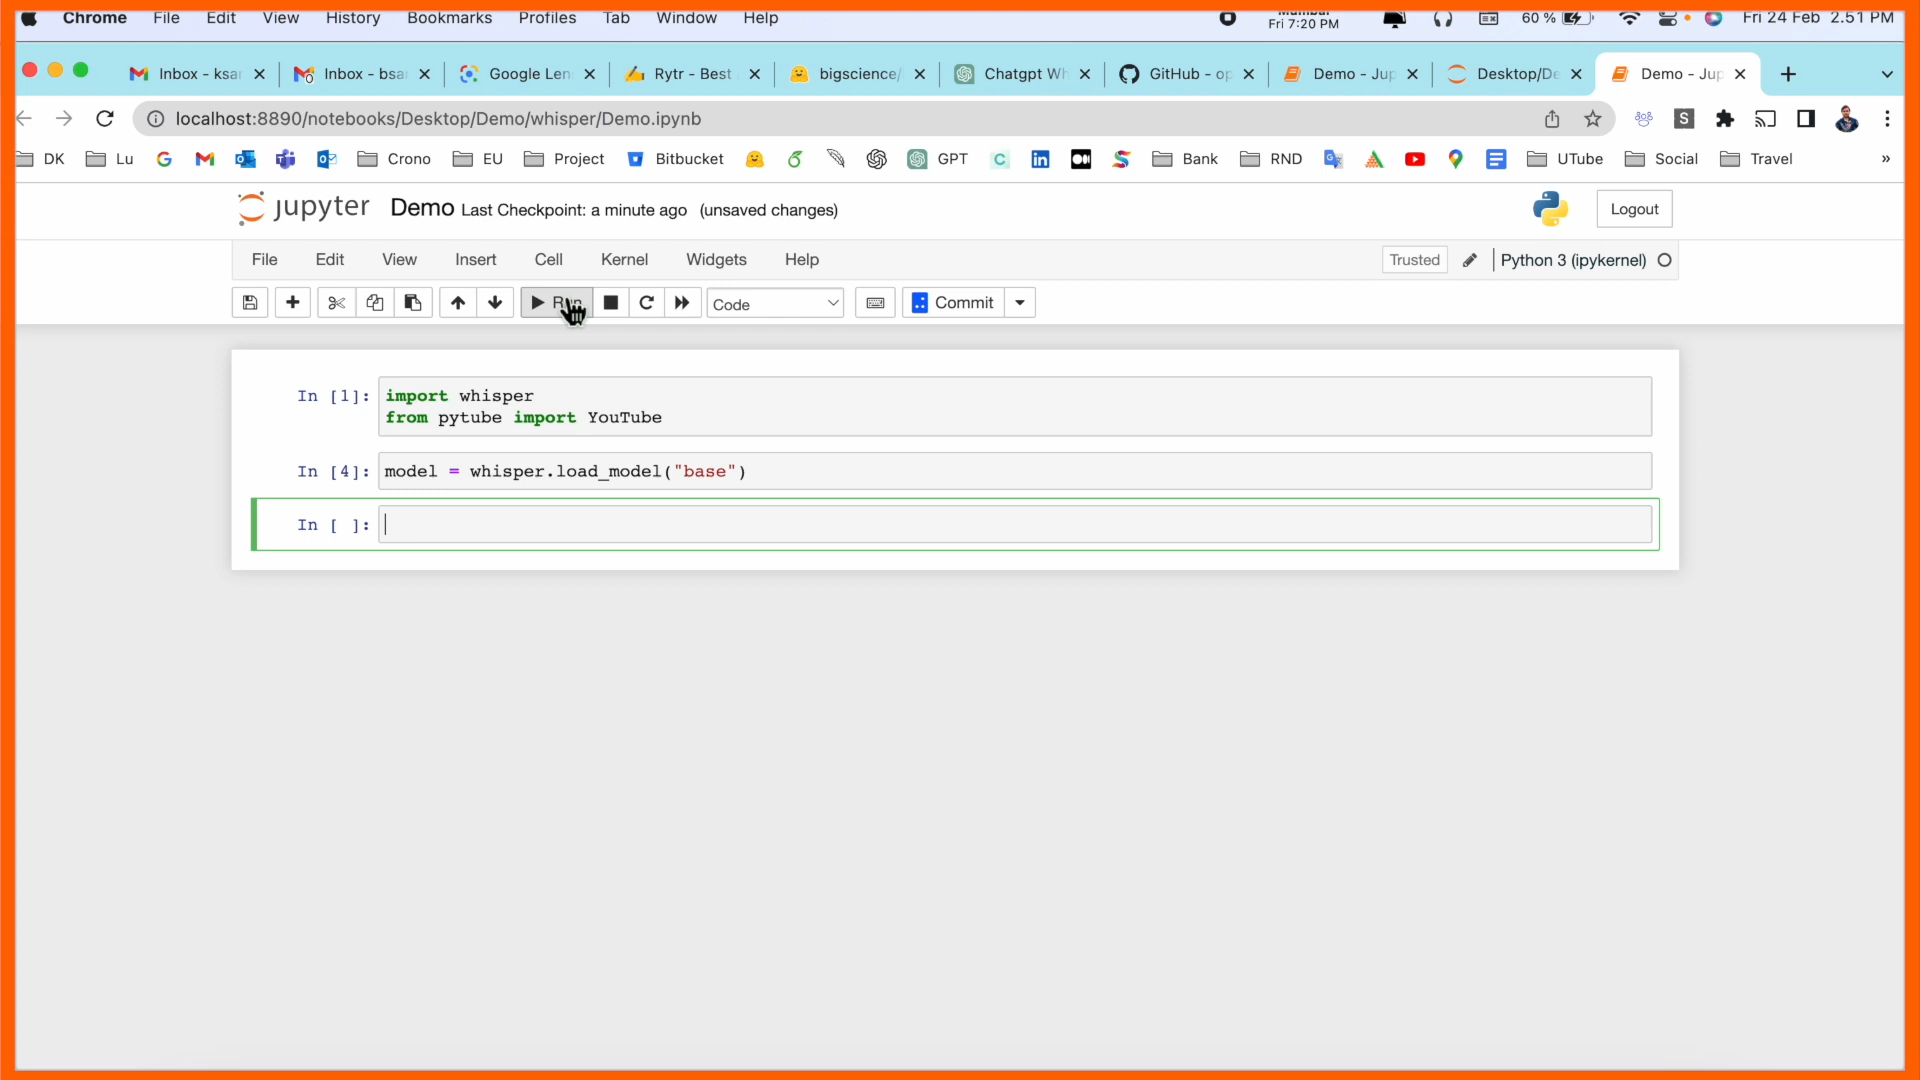 Chrome File Edit View History Bookmarks Profiles Tab Window Help
Fri 7:20 PM
60 %
Fri 24 Feb 2.51 PM
Inbox - ksa
Inbox - bsa
Google Len
Rytr - Best
bigscience/
Chatgpt Wh
GitHub - op
Demo - Jup
Desktop/De
Demo - Jup
localhost:8890/notebooks/Desktop/Demo/whisper/Demo.ipynb
S
DK Lu Crono EU Project Bitbucket GPT Bank RND UTube Social Travel »
jupyter Demo Last Checkpoint: a minute ago (unsaved changes)
Logout
File Edit View Insert Cell Kernel Widgets Help
Trusted Python 3 (ipykernel)
Code Commit
In [1]: import whisper
from pytube import YouTube
In [4]: model = whisper.load_model("base")
In [ ]: